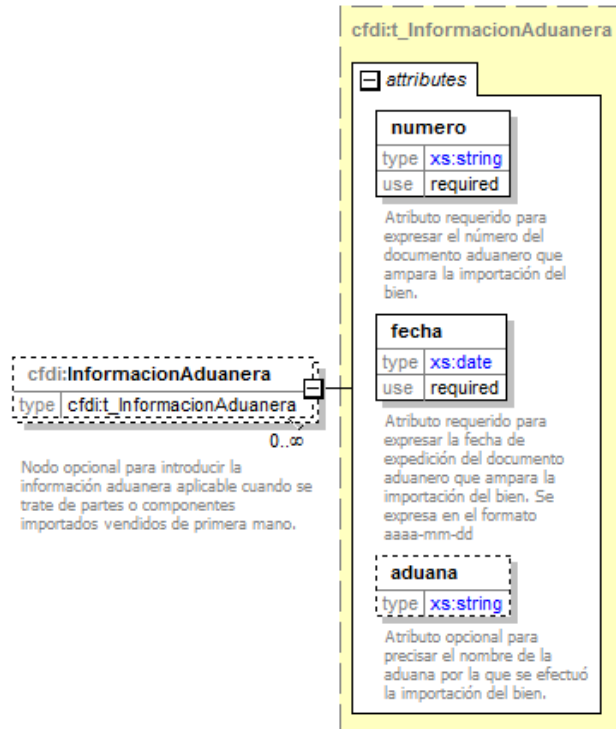 cfdi:t_InformacionAduanera
attributes
numero
type xs:string
use required
Atributo requerido para
expresar el número del
documento aduanero que
ampara la importación del
bien.
fecha
type xs:date
use required
Atributo requerido para
expresar la fecha de
expedición del documento
aduanero que ampara la
importación del bien. Se
expresa en el formato
aaaa-mm-dd
aduana
type xs:string
Atributo opcional para
precisar el nombre de la
aduana por la que se efectuó
la importación del bien.
cfdi:InformacionAduanera
type cfdi:t_InformacionAduanera
0..∞
Nodo opcional para introducir la
información aduanera aplicable cuando se
trate de partes o componentes
importados vendidos de primera mano.